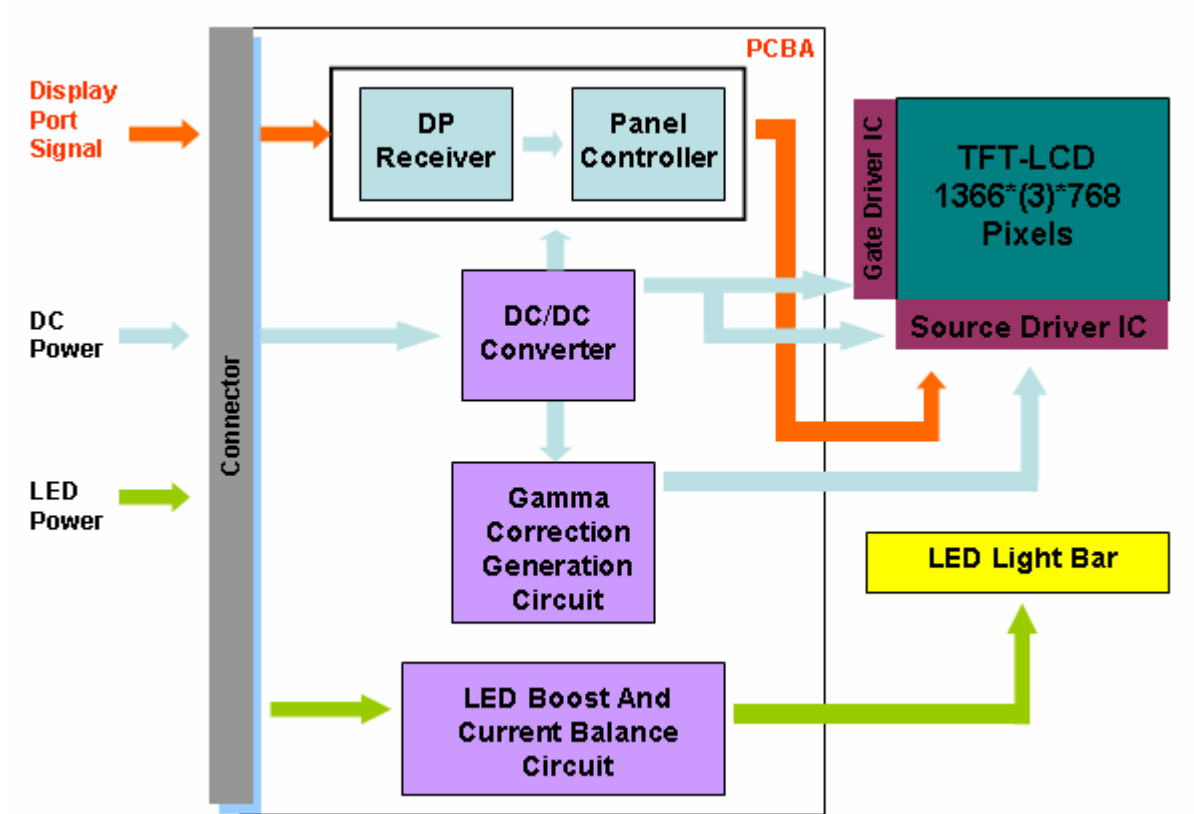 PCBA
Display
Port
Signal
DP
Receiver
Panel
Controller
Gate Driver IC
TFT-LCD
1366*(3)*768
Pixels
Source Driver IC
DC
Power
DC/DC
Converter
Connector
LED
Power
Gamma
Correction
Generation
Circuit
LED Light Bar
LED Boost And
Current Balance
Circuit